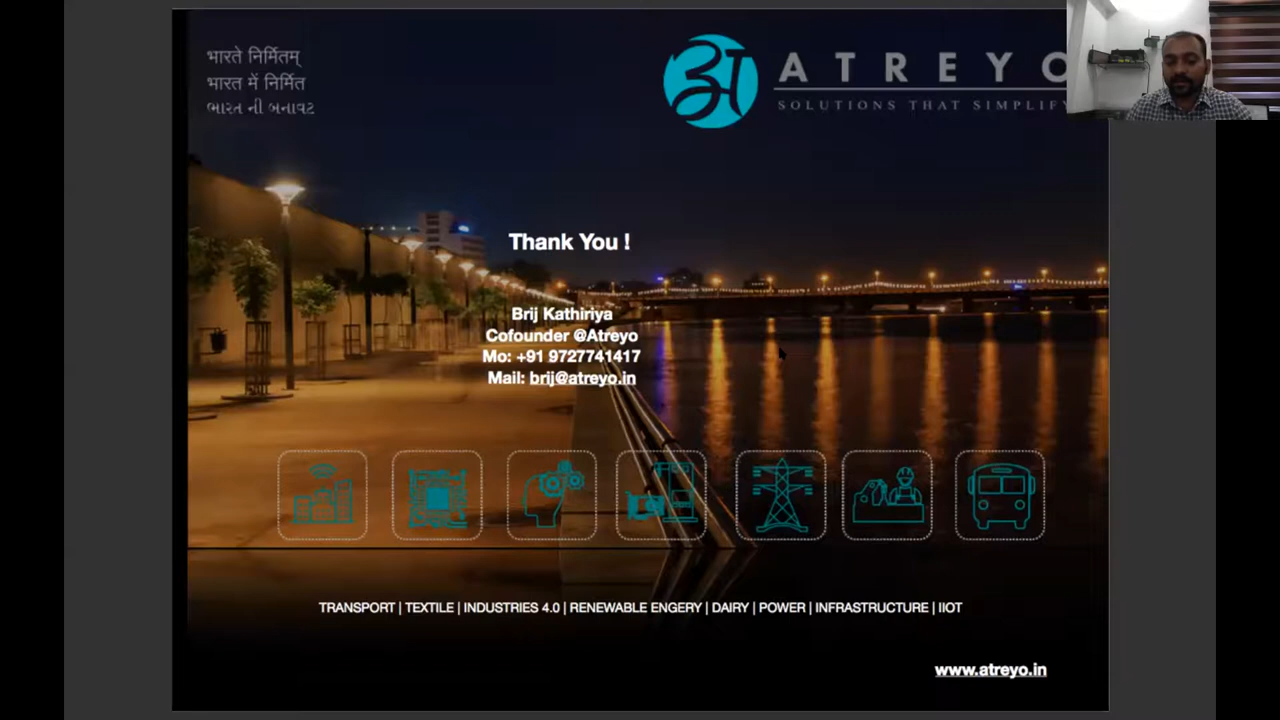 भारते निर्मितम्
भारत में निर्मित
ભારત ની બનાવટ
ATREYO
SOLUTIONS THAT SIMPLIFY
Thank You !
Brij Kathiriya
Cofounder @Atreyo
Mo: +91 9727741417
Mail: brij@atreyo.in
TRANSPORT | TEXTILE | INDUSTRIES 4.0 | RENEWABLE ENGERY | DAIRY | POWER | INFRASTRUCTURE | IIOT
www.atreyo.in